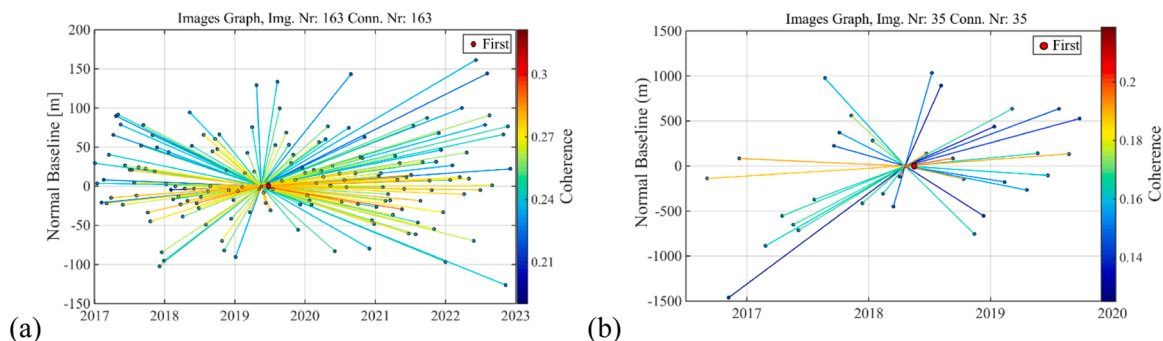 Images Graph, Img. Nr: 163 Conn. Nr: 163
200
150
100
50
0
-50
-100
-150
Normal Baseline [m]
2017 2018 2019 2020 2021 2022 2023
First
0.3
0.27
0.24
0.21
Coherence
(a)
Images Graph, Img. Nr: 35 Conn. Nr: 35
1500
1000
500
0
-500
-1000
-1500
Normal Baseline (m)
2017 2018 2019 2020
First
0.2
0.18
0.16
0.14
Coherence
(b)